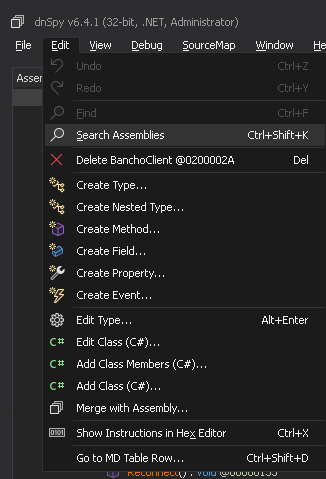 dnSpy v6.4.1 (32-bit, .NET, Administrator)
File Edit View Debug SourceMap Window He
Asse
Undo Ctrl+Z
Redo Ctrl+Y
Find Ctrl+F
Search Assemblies Ctrl+Shift+K
Delete BanchoClient @0200002A Del
Create Type...
Create Nested Type...
Create Method...
Create Field...
Create Property...
Create Event...
Edit Type... Alt+Enter
C# Edit Class (C#)...
C# Add Class Members (C#)...
C# Add Class (C#)...
Merge with Assembly...
0101 Show Instructions in Hex Editor Ctrl+X
Go to MD Table Row... Ctrl+Shift+D
Reconnect() : void